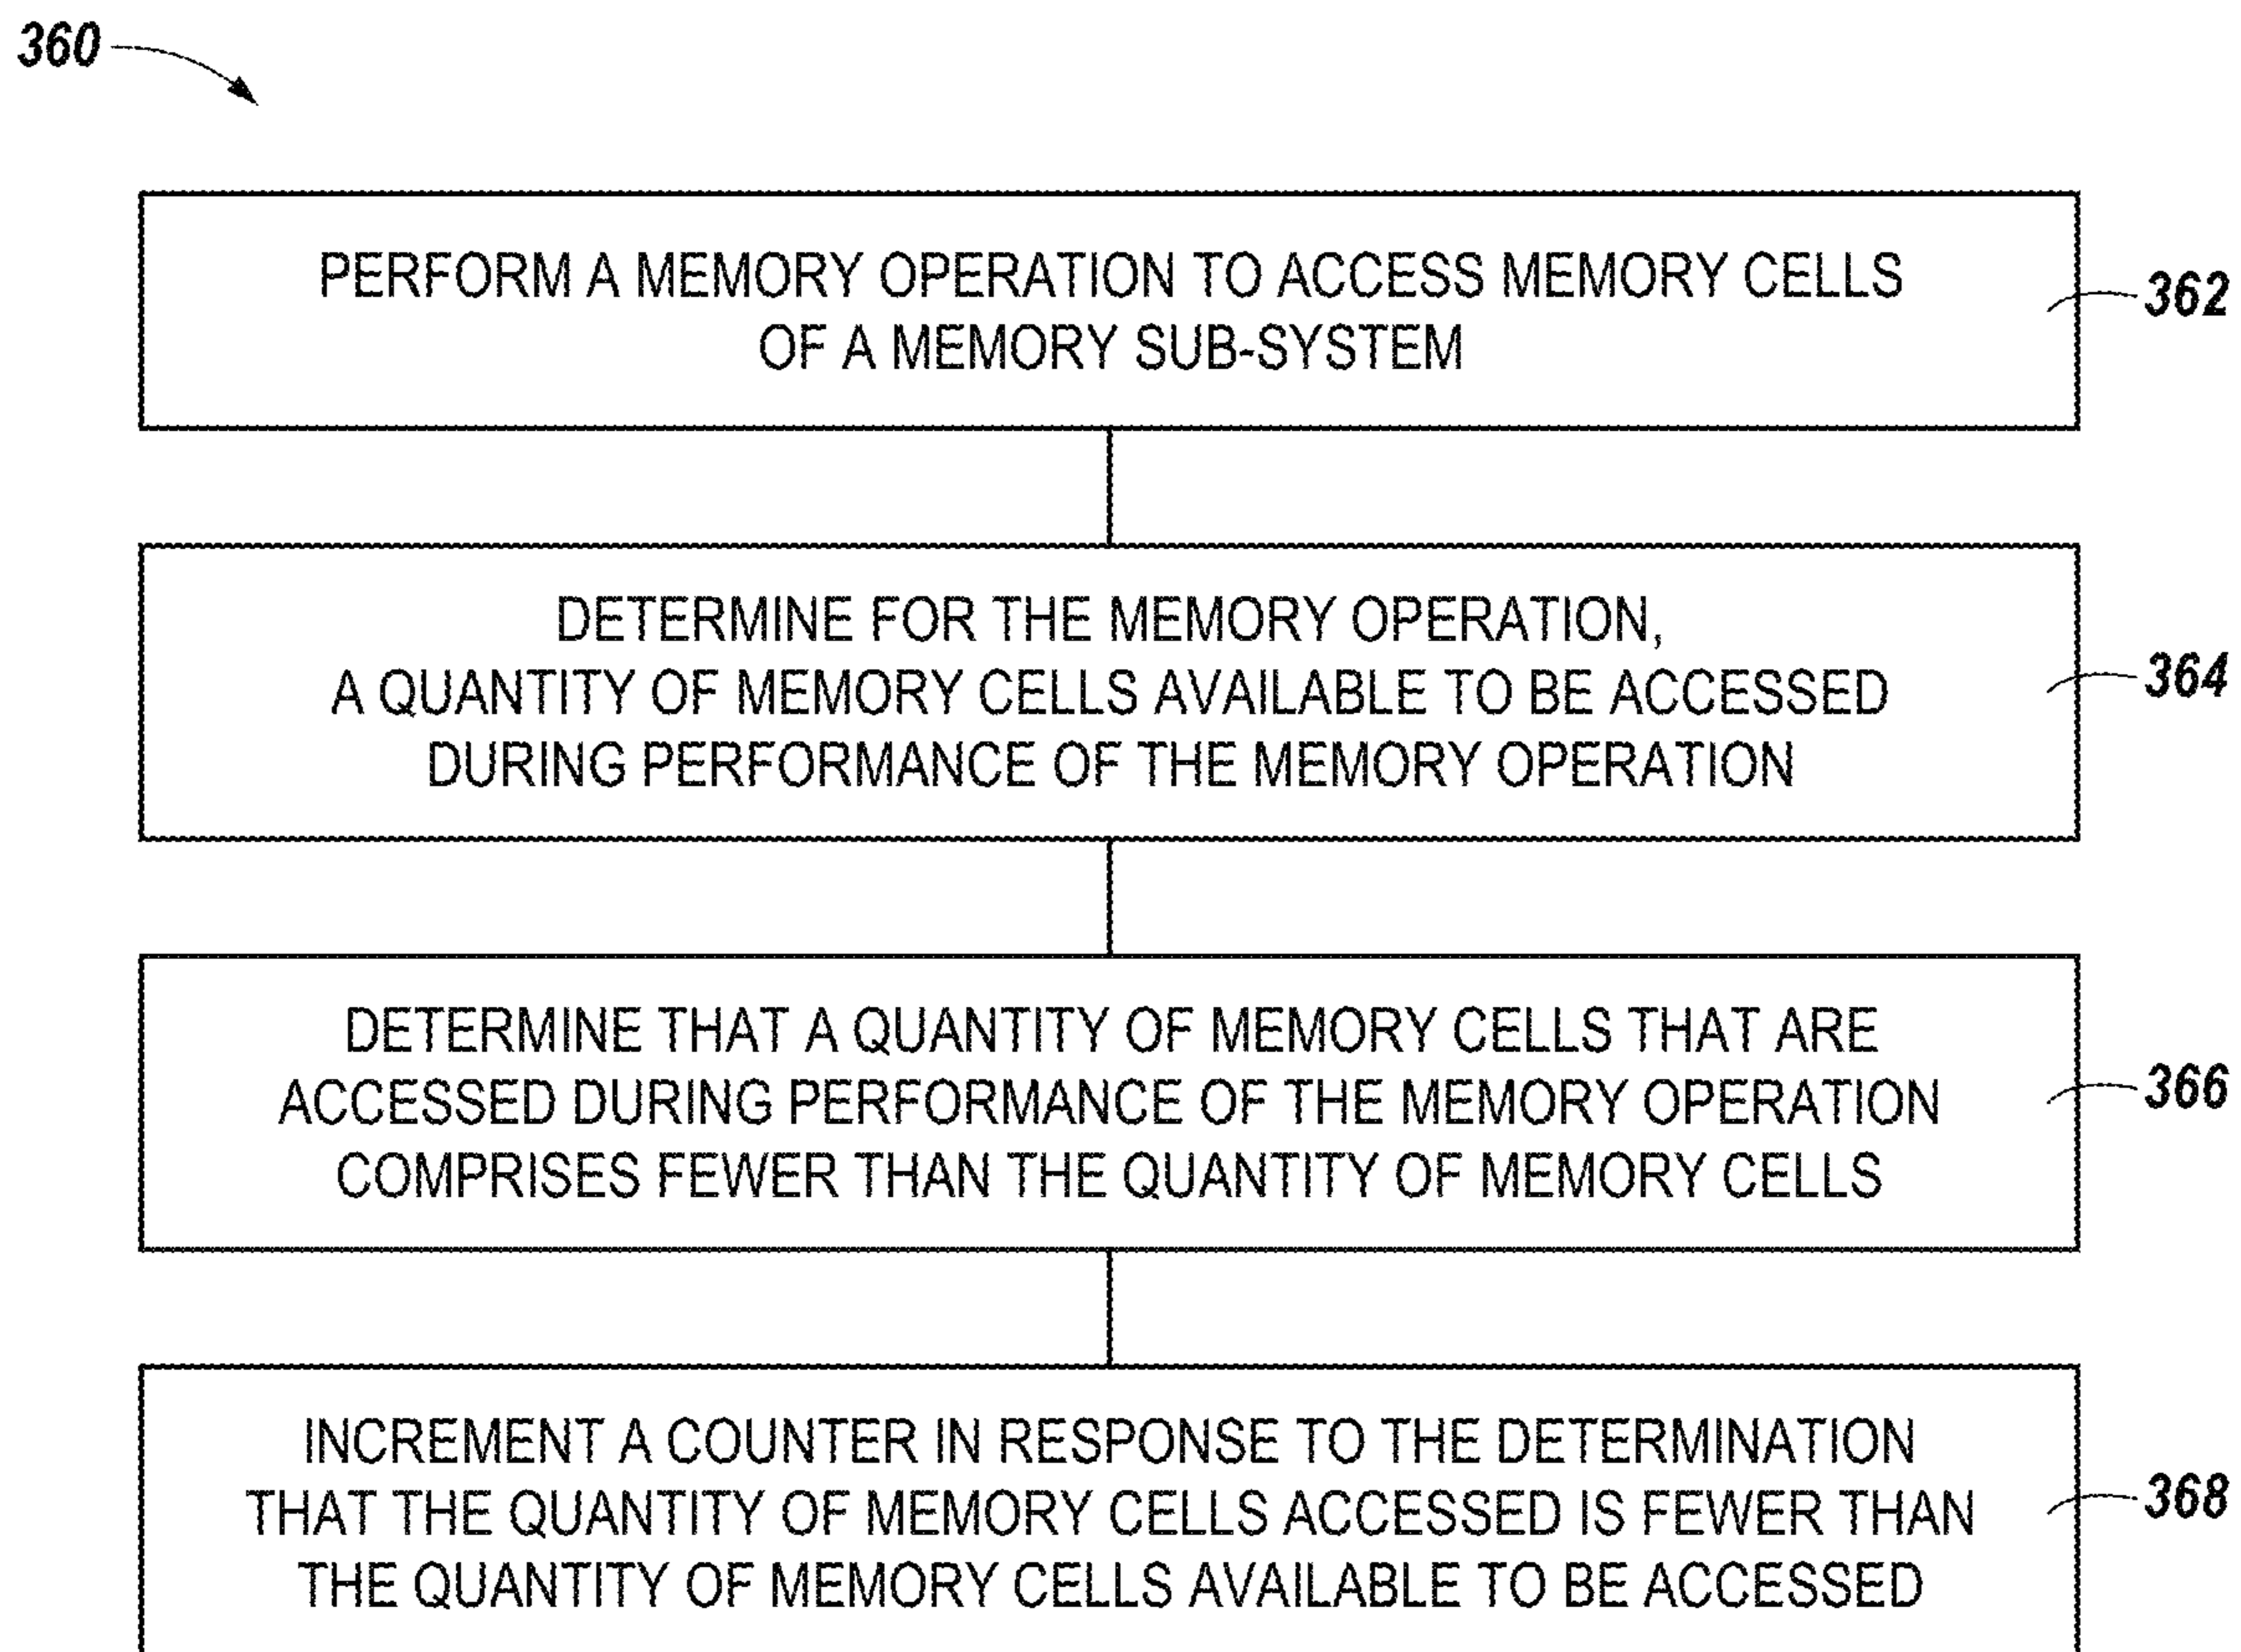 360
PERFORM A MEMORY OPERATION TO ACCESS MEMORY CELLS
OF A MEMORY SUB-SYSTEM
362
DETERMINE FOR THE MEMORY OPERATION,
A QUANTITY OF MEMORY CELLS AVAILABLE TO BE ACCESSED
DURING PERFORMANCE OF THE MEMORY OPERATION
364
DETERMINE THAT A QUANTITY OF MEMORY CELLS THAT ARE
ACCESSED DURING PERFORMANCE OF THE MEMORY OPERATION
COMPRISES FEWER THAN THE QUANTITY OF MEMORY CELLS
366
INCREMENT A COUNTER IN RESPONSE TO THE DETERMINATION
THAT THE QUANTITY OF MEMORY CELLS ACCESSED IS FEWER THAN
THE QUANTITY OF MEMORY CELLS AVAILABLE TO BE ACCESSED
368